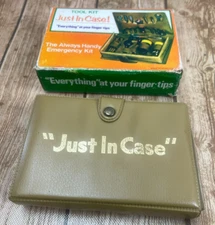 TOOL KIT
"Just In Case!"
"Everything" at your finger-tips
The Always Handy
Emergency Kit
"Everything" at your finger-tips
"Just In Case"